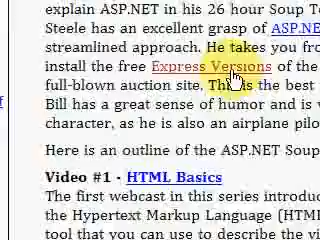 explain ASP.NET in his 26 hour Soup T
Steele has an excellent grasp of ASP.NE
streamlined approach. He takes you fro
install the free Express Versions of the
full-blown auction site. This is the best
Bill has a great sense of humor and is v
character, as he is also an airplane pilo
f
Here is an outline of the ASP.NET Soup
Video #1 - HTML Basics
The first webcast in this series introduc
the Hypertext Markup Language (HTM
tool that you can use to describe the vi